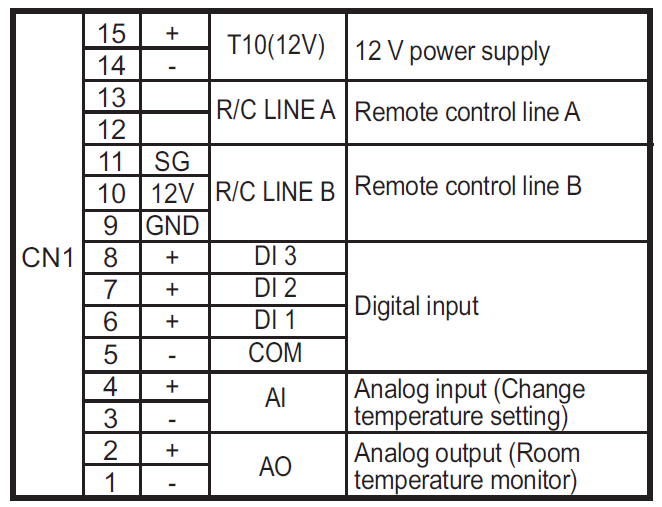 CN1
15 + T10(12V) 12 V power supply
14 -
13 R/C LINE A Remote control line A
12
11 SG R/C LINE B Remote control line B
10 12V
9 GND
8 + DI 3 Digital input
7 + DI 2
6 + DI 1
5 - COM
4 + AI Analog input (Change
3 - temperature setting)
2 + AO Analog output (Room
1 - temperature monitor)